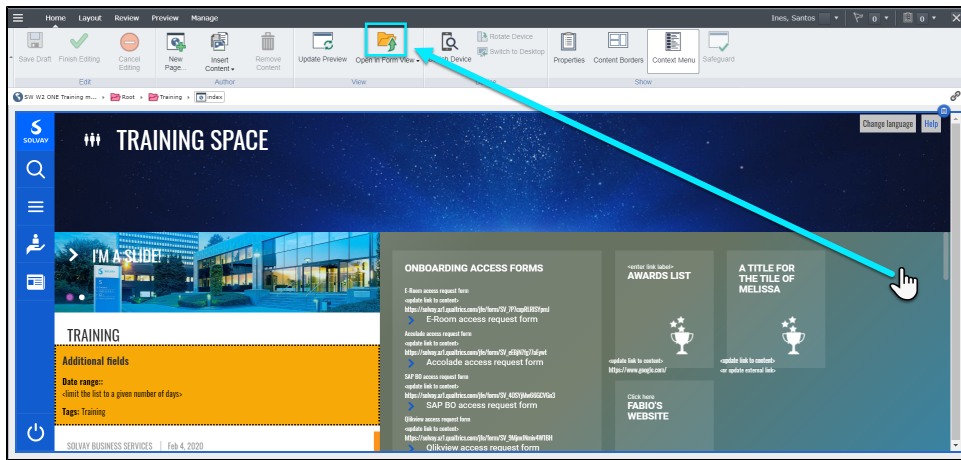 Home Layout Review Preview Manage Ines, Santos 0 0
Save Draft Finish Editing Cancel Editing New Page... Insert Content Remove Content Update Preview Open in Form View Device Rotate Device Switch to Desktop Properties Content Borders Context Menu Safeguard
Edit Author View Show
SW W2 ONE Training m... Root Training index
Change language Help
S
SOLVAY
TRAINING SPACE
I'M A SLIDE!
TRAINING
Additional fields
Date range::
<limit the list to a given number of days>
Tags: Training
SOLVAY BUSINESS SERVICES | Feb 4, 2020
ONBOARDING ACCESS FORMS
E-Room access request form
<update link to content>
E-Room access request form
Accolade access request form
<update link to content>
Accolade access request form
SAP BO access request form
<update link to content>
SAP BO access request form
Qlikview access request form
<update link to content>
Qlikview access request form
<enter link label>
AWARDS LIST
<update link to content>
https://www.google.com/
A TITLE FOR
THE TILE OF
MELISSA
<update link to content>
<or update external link>
Click here
FABIO'S
WEBSITE